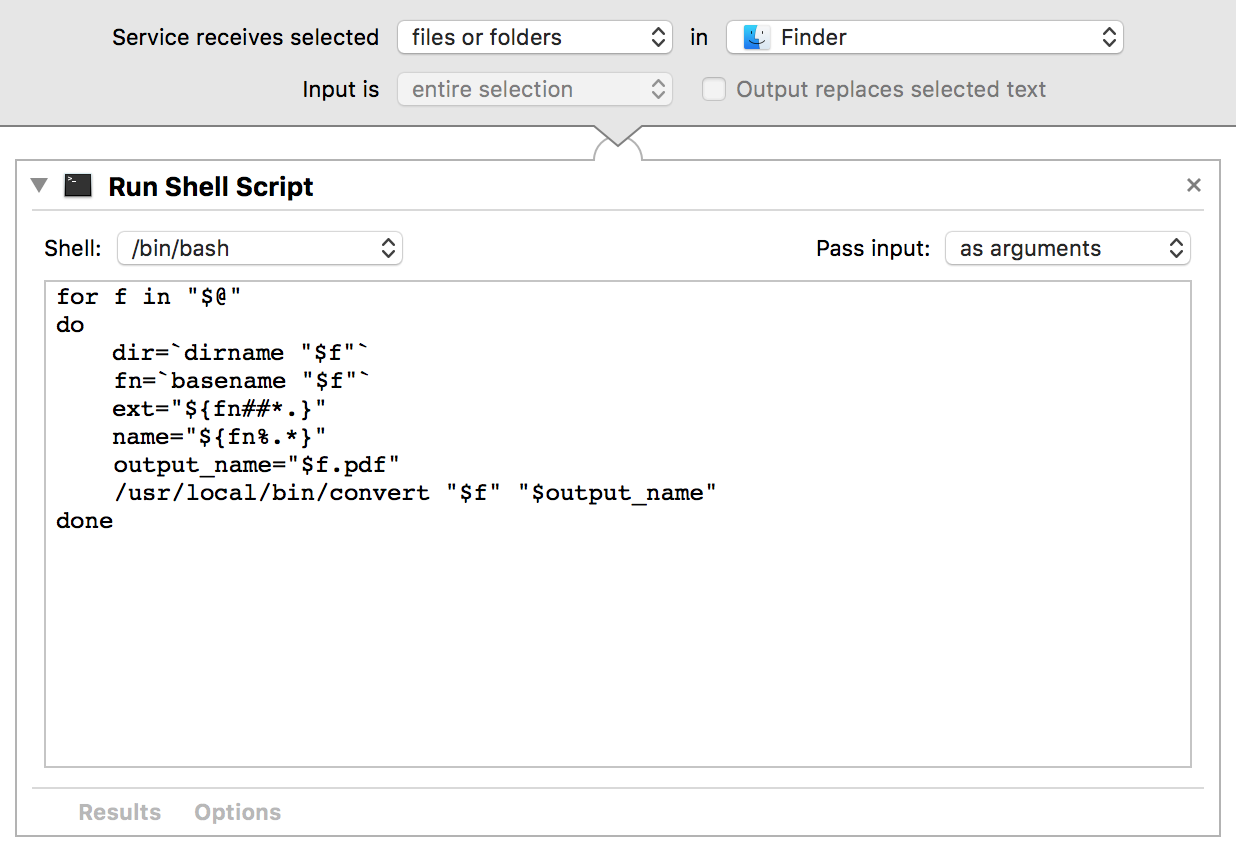 Service receives selected files or folders in Finder
Input is entire selection Output replaces selected text
Run Shell Script
Shell: /bin/bash Pass input: as arguments
for f in "$@"
do
    dir=`dirname "$f"`
    fn=`basename "$f"`
    ext="${fn##*.}"
    name="${fn%.*}"
    output_name="$f.pdf"
    /usr/local/bin/convert "$f" "$output_name"
done
Results Options